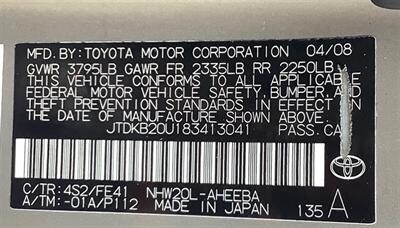 MFD. BY: TOYOTA MOTOR CORPORATION 04/08
GVWR 3795LB GAWR FR 2335LB RR 2250LB
THIS VEHICLE CONFORMS TO ALL APPLICABLE
FEDERAL MOTOR VEHICLE SAFETY, BUMPER, AND
THEFT PREVENTION STANDARDS IN EFFECT ON
THE DATE OF MANUFACTURE SHOWN ABOVE.
JTDKB20U183413041 PASS. CAR
C/TR: 4S2/FE41 NHW20L-AHEEBA
A/TM: -01A/P112 MADE IN JAPAN 135 A
TOYOTA